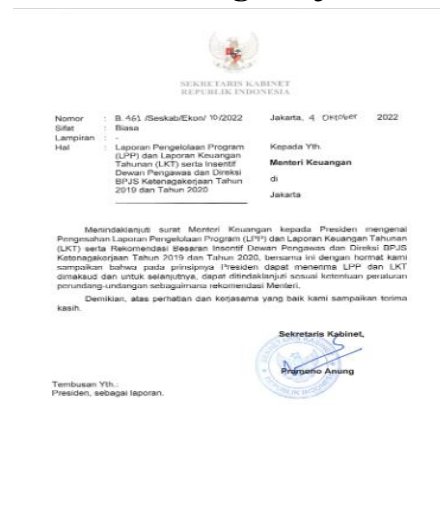 SEKRETARIS KABINET
REPUBLIK INDONESIA
Nomor : B.461 /Seskab/Ekon/ 10/2022 Jakarta, 4 Oktober 2022
Sifat : Biasa
Lampiran : -
Hal : Laporan Pengelolaan Program Kepada Yth.
(LPP) dan Laporan Keuangan
Tahunan (LKT) serta Insentif Menteri Keuangan
Dewan Pengawas dan Direksi
BPJS Ketenagakerjaan Tahun di
2019 dan Tahun 2020
Jakarta
Menindaklanjuti surat Menteri Keuangan kepada Presiden mengenai
Pengesahan Laporan Pengelolaan Program (LPP) dan Laporan Keuangan Tahunan
(LKT) serta Rekomendasi Besaran Insentif Dewan Pengawas dan Direksi BPJS
Ketenagakerjaan Tahun 2019 dan Tahun 2020, bersama ini dengan hormat kami
sampaikan bahwa pada prinsipnya Presiden dapat menerima LPP dan LKT
dimaksud dan untuk selanjutnya, dapat ditindaklanjuti sesuai ketentuan peraturan
perundang-undangan sebagaimana rekomendasi Menteri.
Demikian, atas perhatian dan kerjasama yang baik kami sampaikan terima
kasih.
Sekretaris Kabinet,
Pramono Anung
Tembusan Yth.:
Presiden, sebagai laporan.